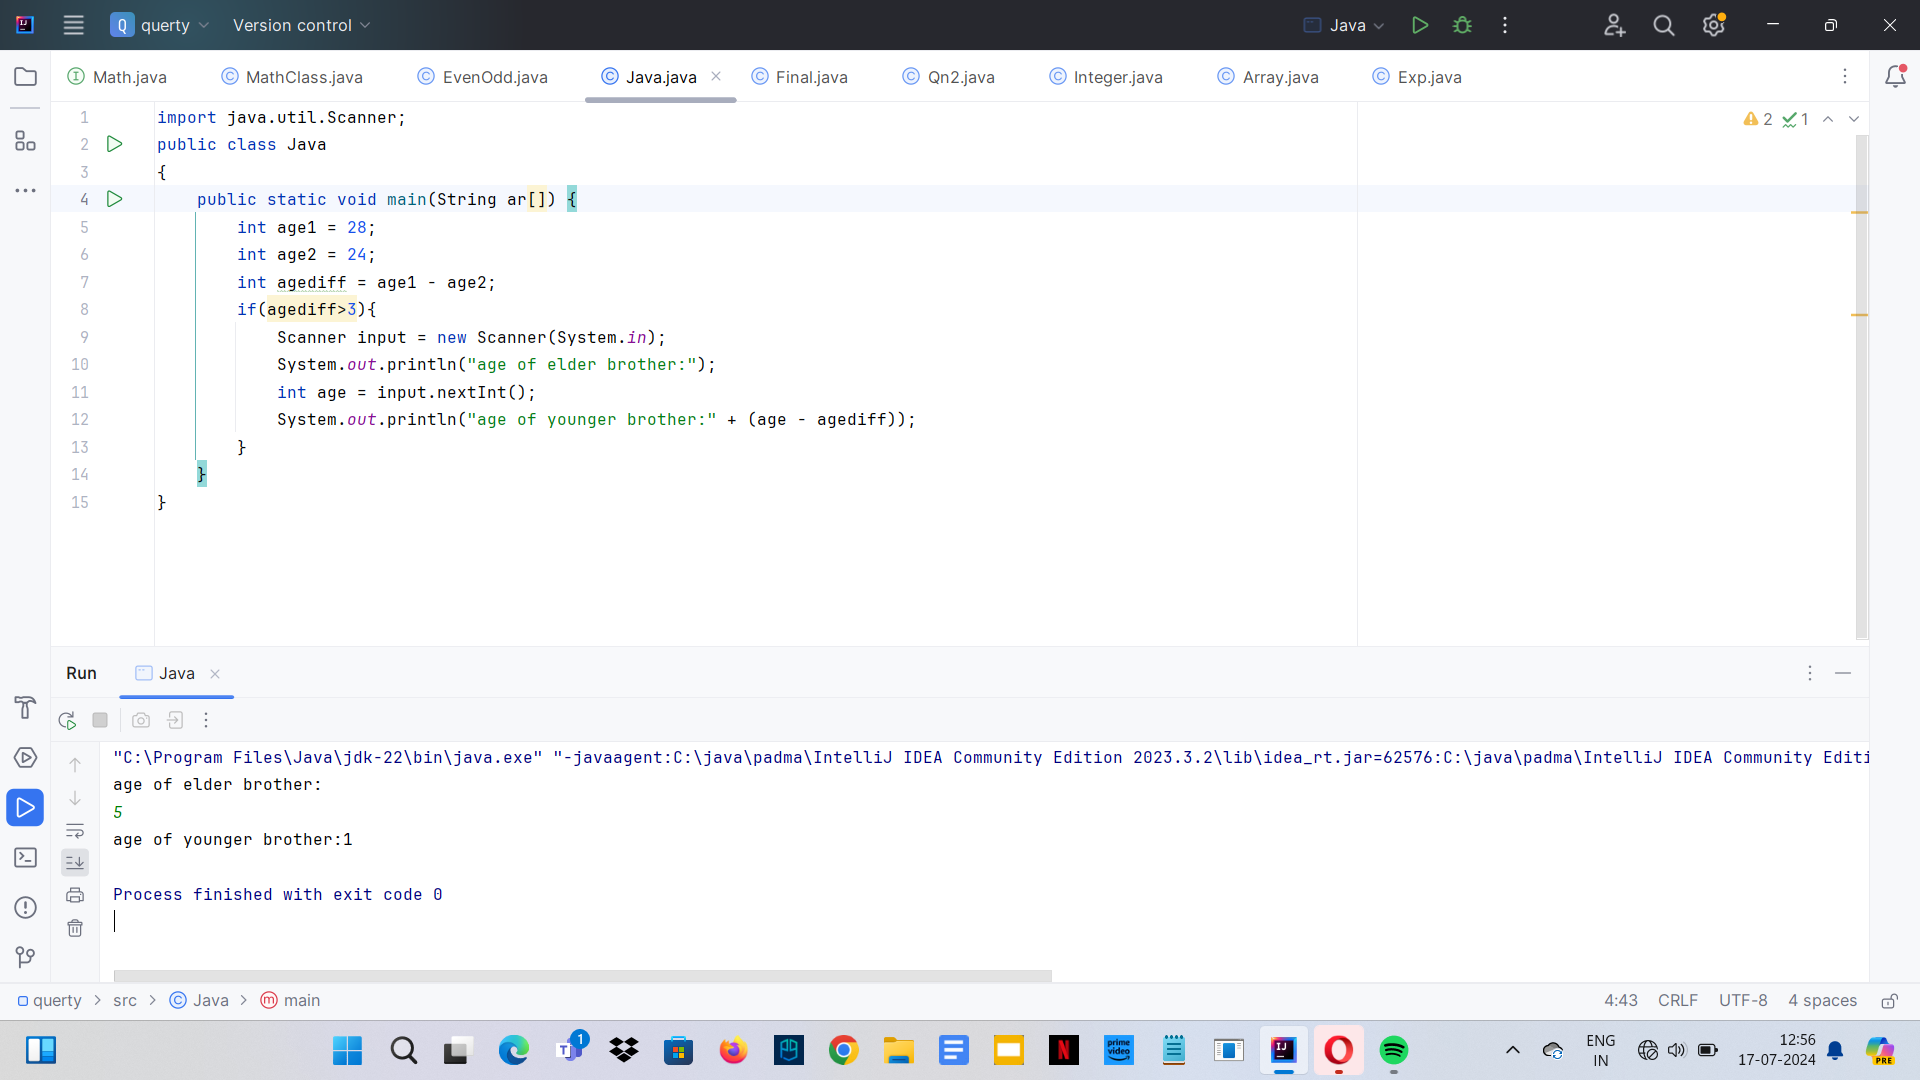 querty Version control Java
Math.java MathClass.java EvenOdd.java Java.java Final.java Qn2.java Integer.java Array.java Exp.java
2 1
1 import java.util.Scanner;
2 public class Java
3 {
4 public static void main(String ar[]) {
5 int age1 = 28;
6 int age2 = 24;
7 int agediff = age1 - age2;
8 if(agediff>3){
9 Scanner input = new Scanner(System.in);
10 System.out.println("age of elder brother:");
11 int age = input.nextInt();
12 System.out.println("age of younger brother:" + (age - agediff));
13 }
14 }
15 }
Run Java
"C:\Program Files\Java\jdk-22\bin\java.exe" "-javaagent:C:\java\padma\IntelliJ IDEA Community Edition 2023.3.2\lib\idea_rt.jar=62576:C:\java\padma\IntelliJ IDEA Community Editi
age of elder brother:
5
age of younger brother:1
Process finished with exit code 0
querty > src > Java > main 4:43 CRLF UTF-8 4 spaces
ENG 12:56
IN 17-07-2024